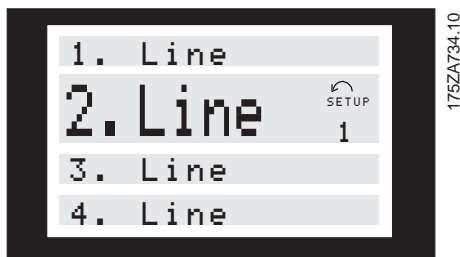 1. Line
2. Line
SETUP
1
3. Line
4. Line
175ZA734.10